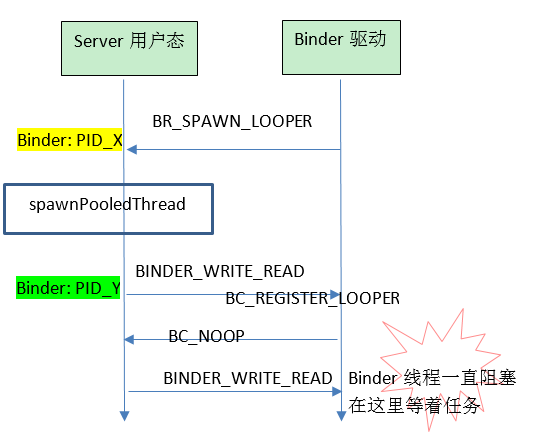 Server 用户态
Binder 驱动
BR_SPAWN_LOOPER
Binder: PID_X
spawnPooledThread
BINDER_WRITE_READ
Binder: PID_Y
BC_REGISTER_LOOPER
BC_NOOP
BINDER_WRITE_READ
Binder 线程一直阻塞
在这里等着任务